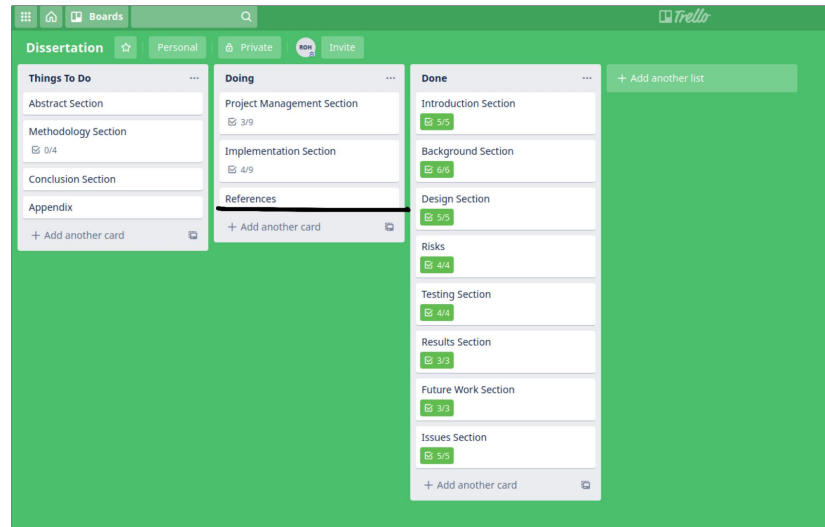 Boards
Trello
Dissertation
Personal
Private
ROH
Invite
Things To Do
Abstract Section
Methodology Section
0/4
Conclusion Section
Appendix
+ Add another card
Doing
Project Management Section
3/9
Implementation Section
4/9
References
+ Add another card
Done
Introduction Section
5/5
Background Section
6/6
Design Section
5/5
Risks
4/4
Testing Section
4/4
Results Section
3/3
Future Work Section
3/3
Issues Section
5/5
+ Add another card
+ Add another list